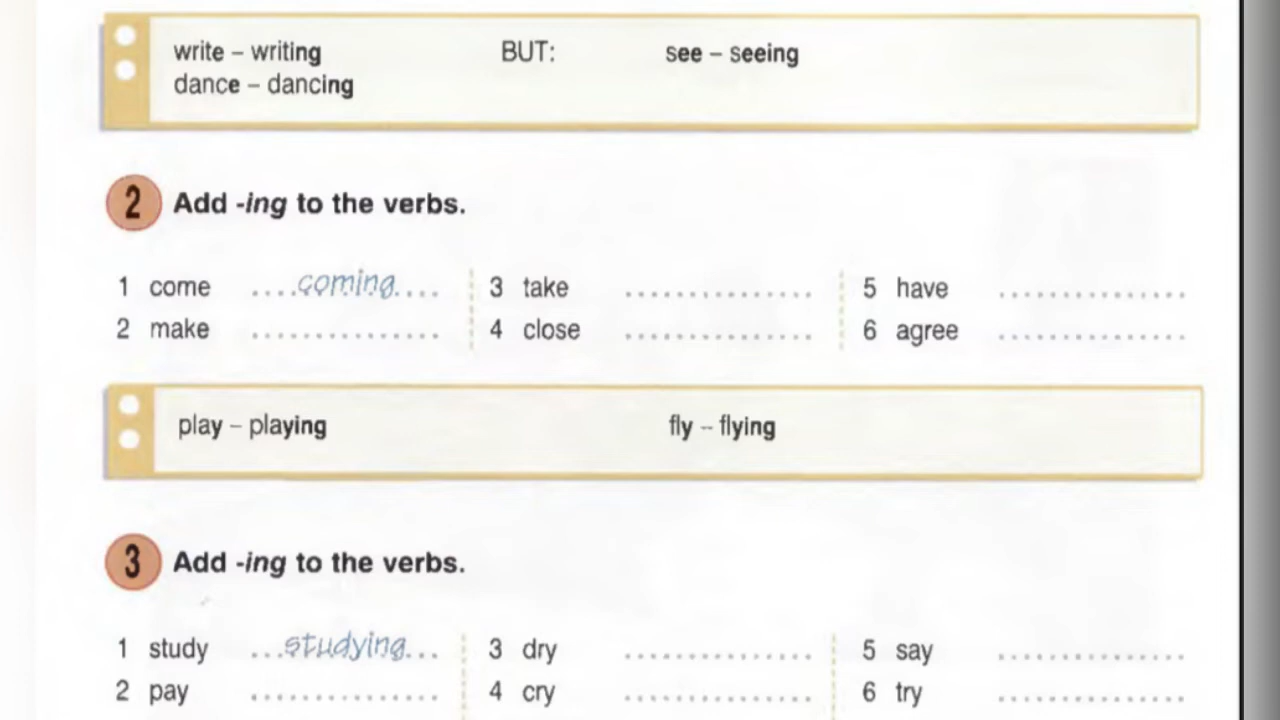 write – writing BUT: see – seeing
dance – dancing
2 Add -ing to the verbs.
1 come ....coming.... 3 take ............... 5 have ...............
2 make ............... 4 close ............... 6 agree ...............
play – playing fly – flying
3 Add -ing to the verbs.
1 study ...studying... 3 dry ............... 5 say ...............
2 pay ............... 4 cry ............... 6 try ...............